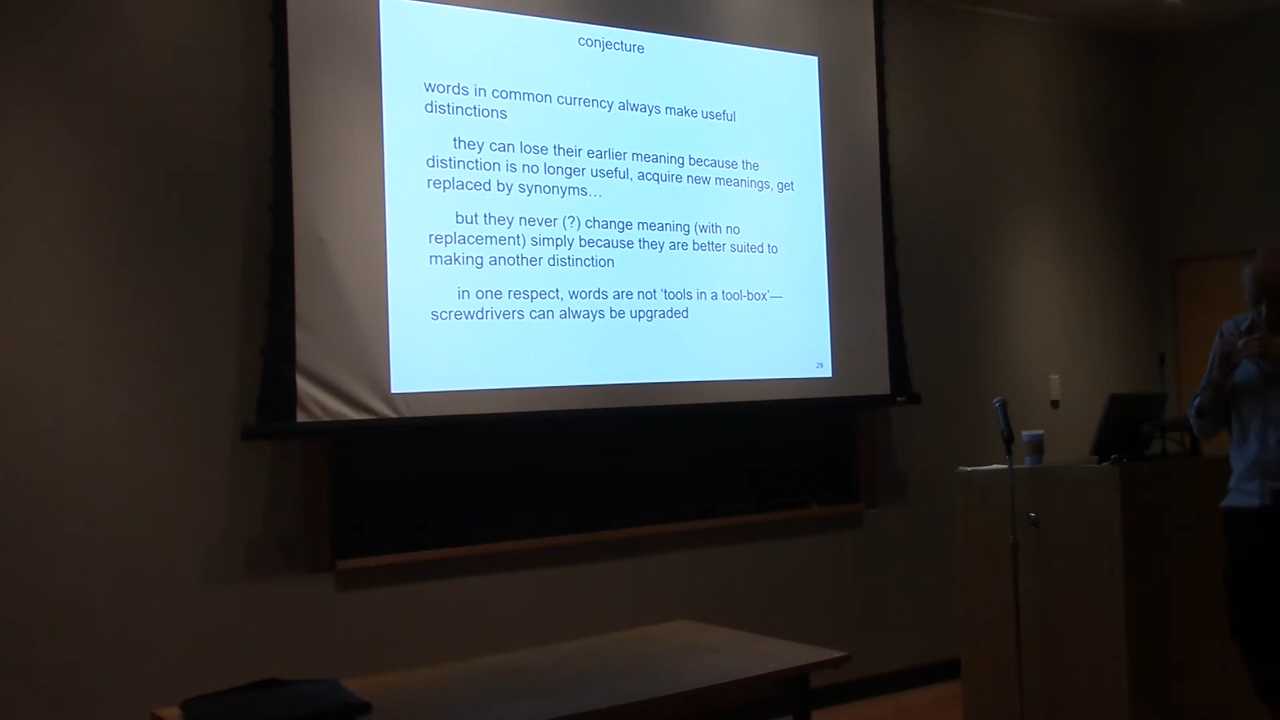 conjecture
words in common currency always make useful
distinctions
they can lose their earlier meaning because the
distinction is no longer useful, acquire new meanings, get
replaced by synonyms…
but they never (?) change meaning (with no
replacement) simply because they are better suited to
making another distinction
in one respect, words are not ‘tools in a tool-box’—
screwdrivers can always be upgraded
29